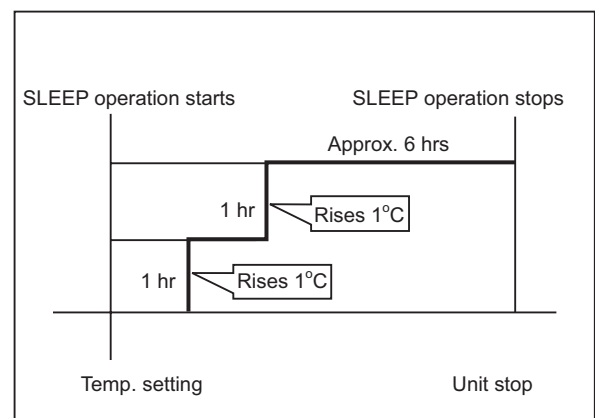 SLEEP operation starts
SLEEP operation stops
Approx. 6 hrs
1 hr
Rises 1°C
1 hr
Rises 1°C
Temp. setting
Unit stop